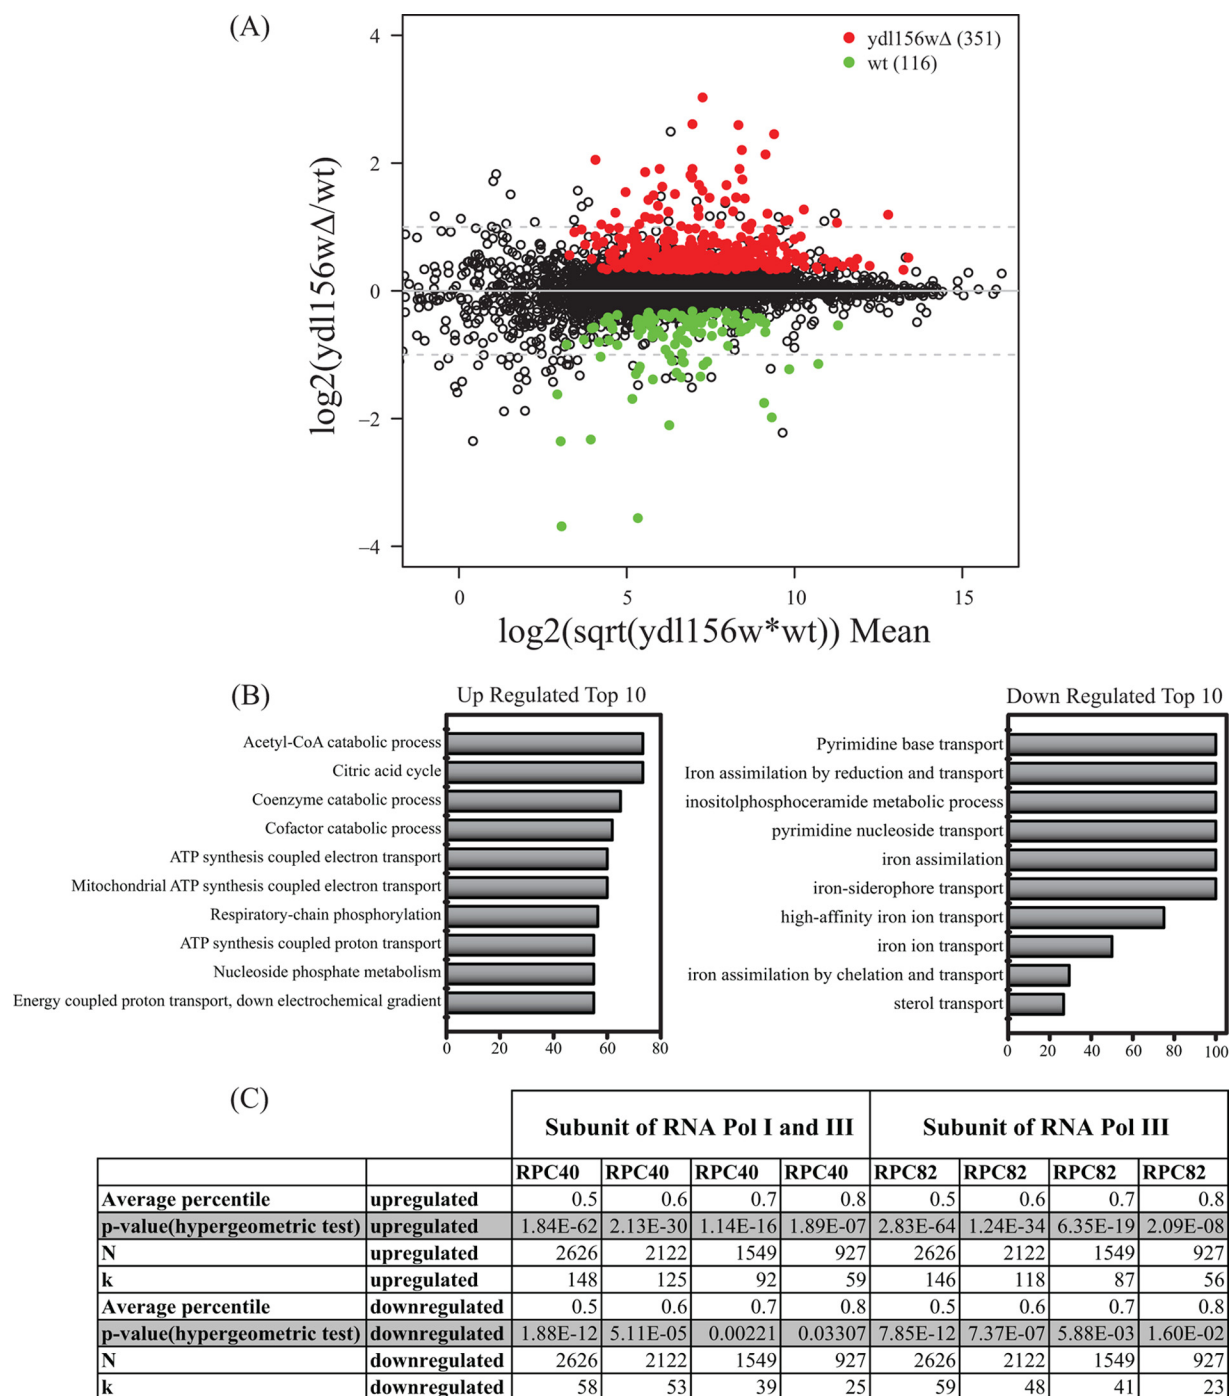 (A)
ydl156wΔ (351)
wt (116)
4
2
0
−2
−4
log2(ydl156wΔ/wt)
0 5 10 15
log2(sqrt(ydl156w*wt)) Mean
(B)
Up Regulated Top 10
Acetyl-CoA catabolic process
Citric acid cycle
Coenzyme catabolic process
Cofactor catabolic process
ATP synthesis coupled electron transport
Mitochondrial ATP synthesis coupled electron transport
Respiratory-chain phosphorylation
ATP synthesis coupled proton transport
Nucleoside phosphate metabolism
Energy coupled proton transport, down electrochemical gradient
0 20 40 60 80
Down Regulated Top 10
Pyrimidine base transport
Iron assimilation by reduction and transport
inositolphosphoceramide metabolic process
pyrimidine nucleoside transport
iron assimilation
iron-siderophore transport
high-affinity iron ion transport
iron ion transport
iron assimilation by chelation and transport
sterol transport
0 20 40 60 80 100
(C)
Subunit of RNA Pol I and III Subunit of RNA Pol III
RPC40 RPC40 RPC40 RPC40 RPC82 RPC82 RPC82 RPC82
Average percentile upregulated 0.5 0.6 0.7 0.8 0.5 0.6 0.7 0.8
p-value(hypergeometric test) upregulated 1.84E-62 2.13E-30 1.14E-16 1.89E-07 2.83E-64 1.24E-34 6.35E-19 2.09E-08
N upregulated 2626 2122 1549 927 2626 2122 1549 927
k upregulated 148 125 92 59 146 118 87 56
Average percentile downregulated 0.5 0.6 0.7 0.8 0.5 0.6 0.7 0.8
p-value(hypergeometric test) downregulated 1.88E-12 5.11E-05 0.00221 0.03307 7.85E-12 7.37E-07 5.88E-03 1.60E-02
N downregulated 2626 2122 1549 927 2626 2122 1549 927
k downregulated 58 53 39 25 59 48 41 23